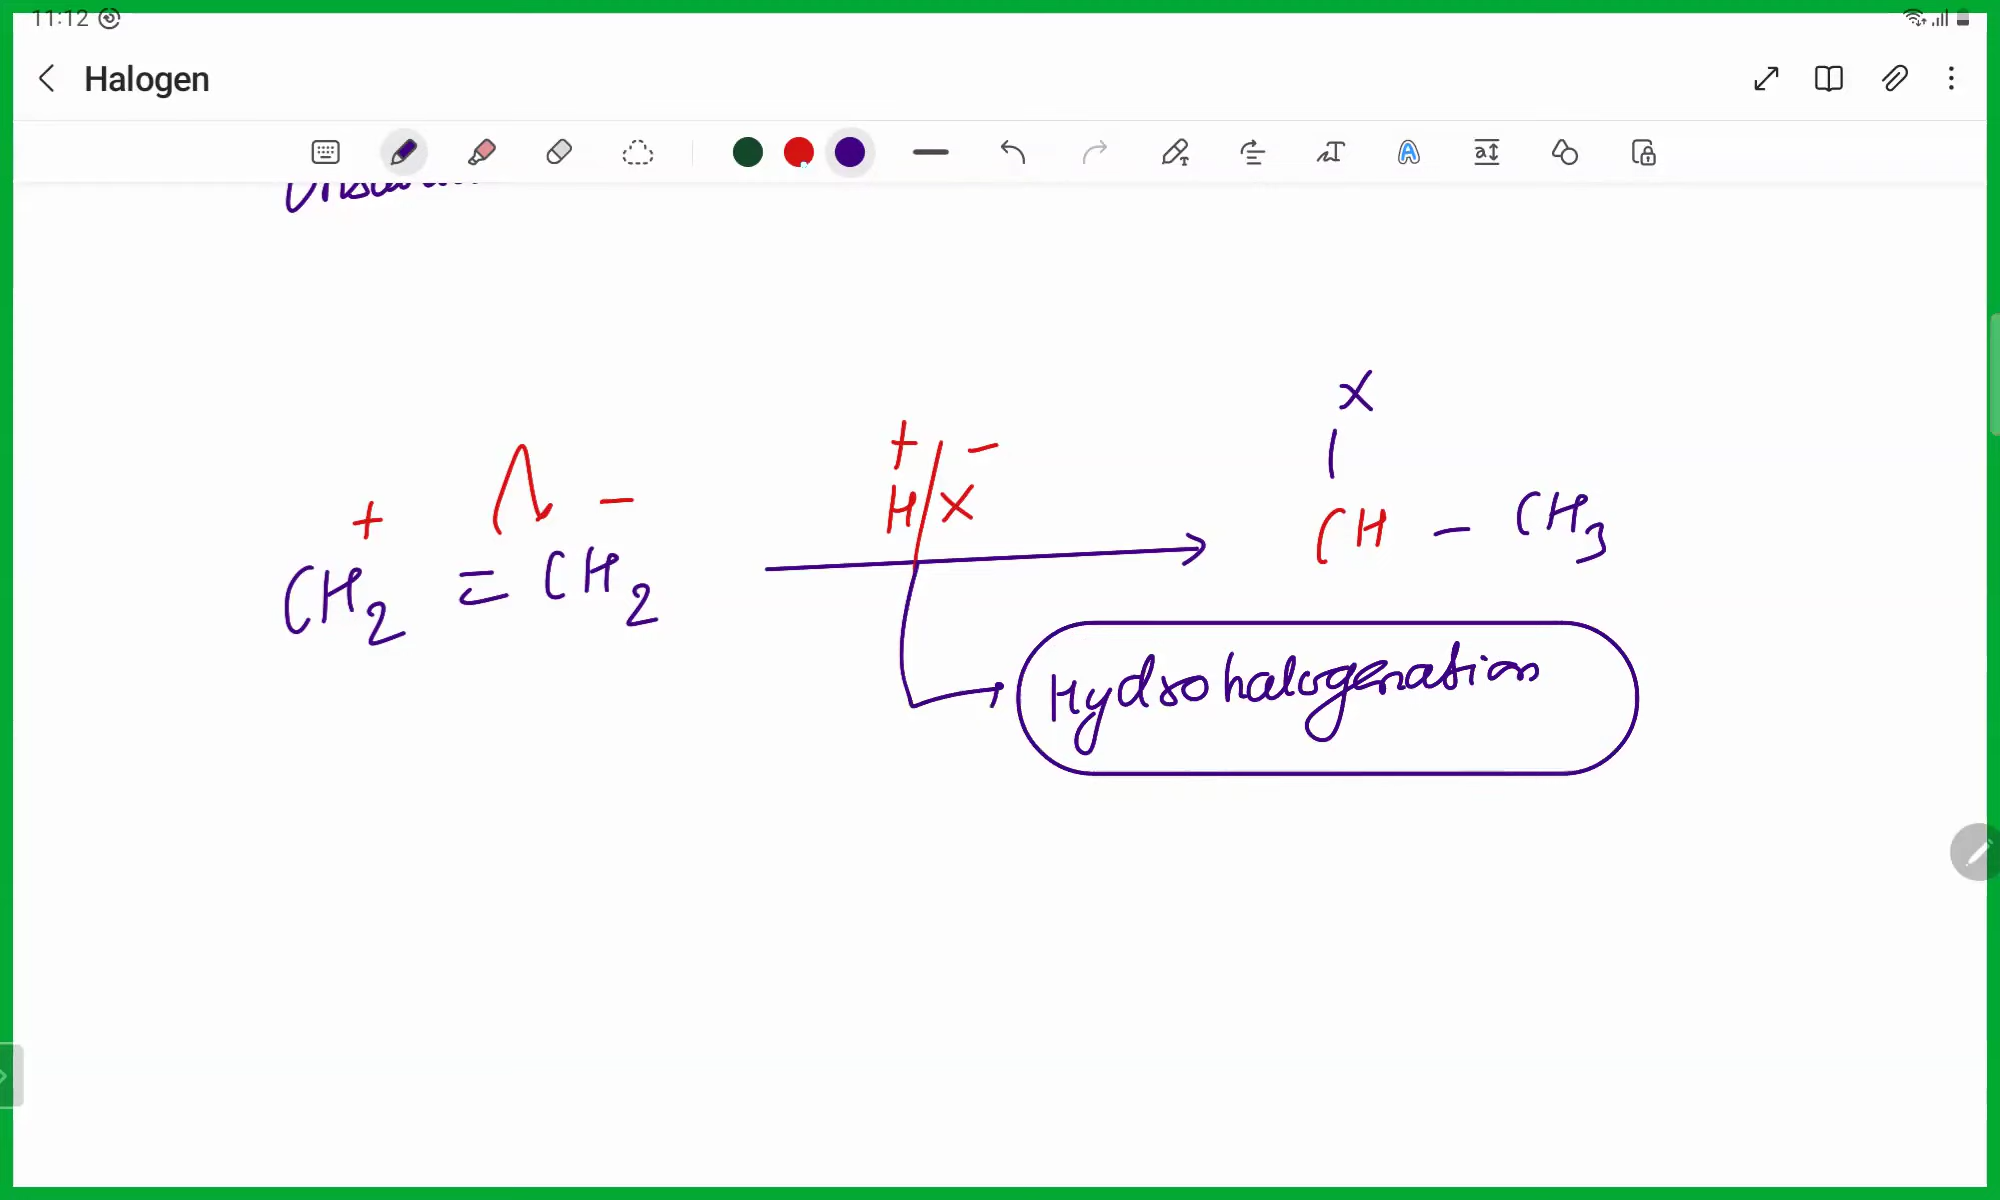 11:12
Halogen
X
+ − + −
H/X
CH2 = CH2 → CH − CH3
Hydrohalogenation